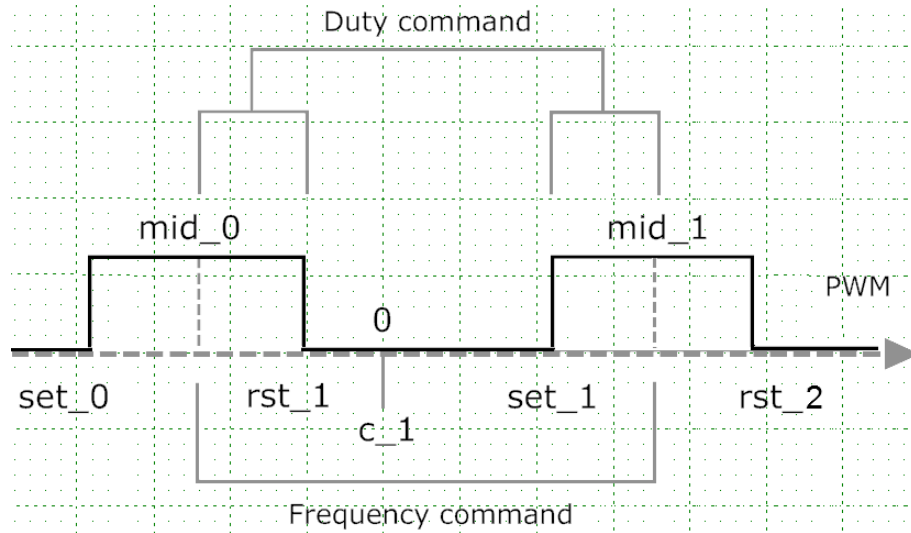 Duty command
mid_0
mid_1
PWM
0
set_0
rst_1
set_1
rst_2
c_1
Frequency command